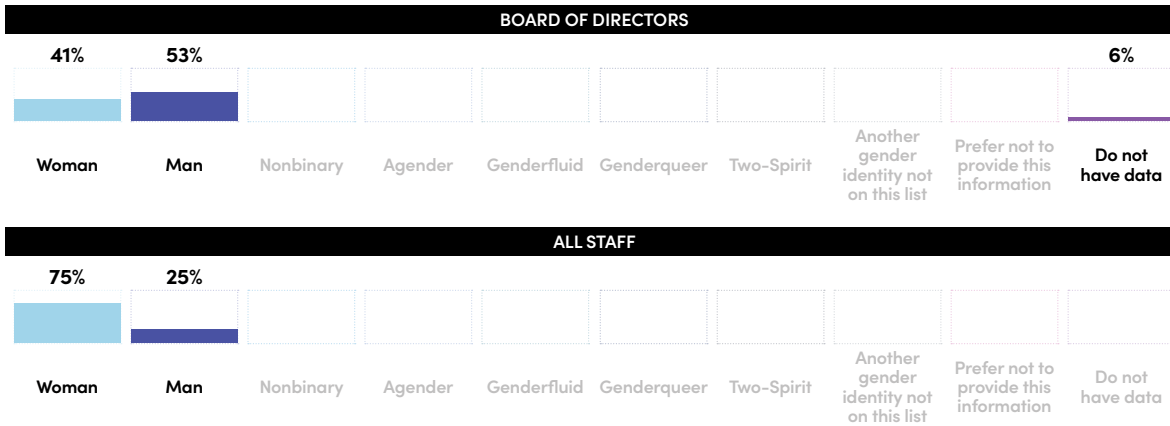 BOARD OF DIRECTORS
41% 53% 6%
Woman Man Nonbinary Agender Genderfluid Genderqueer Two-Spirit Another gender identity not on this list Prefer not to provide this information Do not have data
ALL STAFF
75% 25%
Woman Man Nonbinary Agender Genderfluid Genderqueer Two-Spirit Another gender identity not on this list Prefer not to provide this information Do not have data